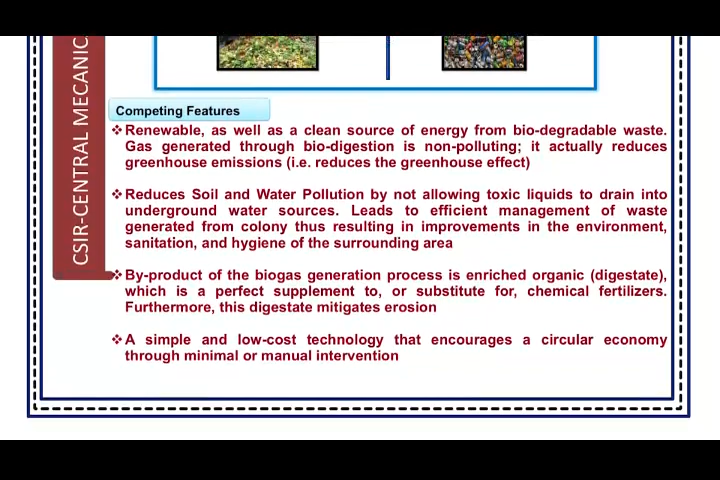 CSIR-CENTRAL MECANIC
Competing Features
❖Renewable, as well as a clean source of energy from bio-degradable waste.
Gas generated through bio-digestion is non-polluting; it actually reduces
greenhouse emissions (i.e. reduces the greenhouse effect)
❖Reduces Soil and Water Pollution by not allowing toxic liquids to drain into
underground water sources. Leads to efficient management of waste
generated from colony thus resulting in improvements in the environment,
sanitation, and hygiene of the surrounding area
❖By-product of the biogas generation process is enriched organic (digestate),
which is a perfect supplement to, or substitute for, chemical fertilizers.
Furthermore, this digestate mitigates erosion
❖A simple and low-cost technology that encourages a circular economy
through minimal or manual intervention